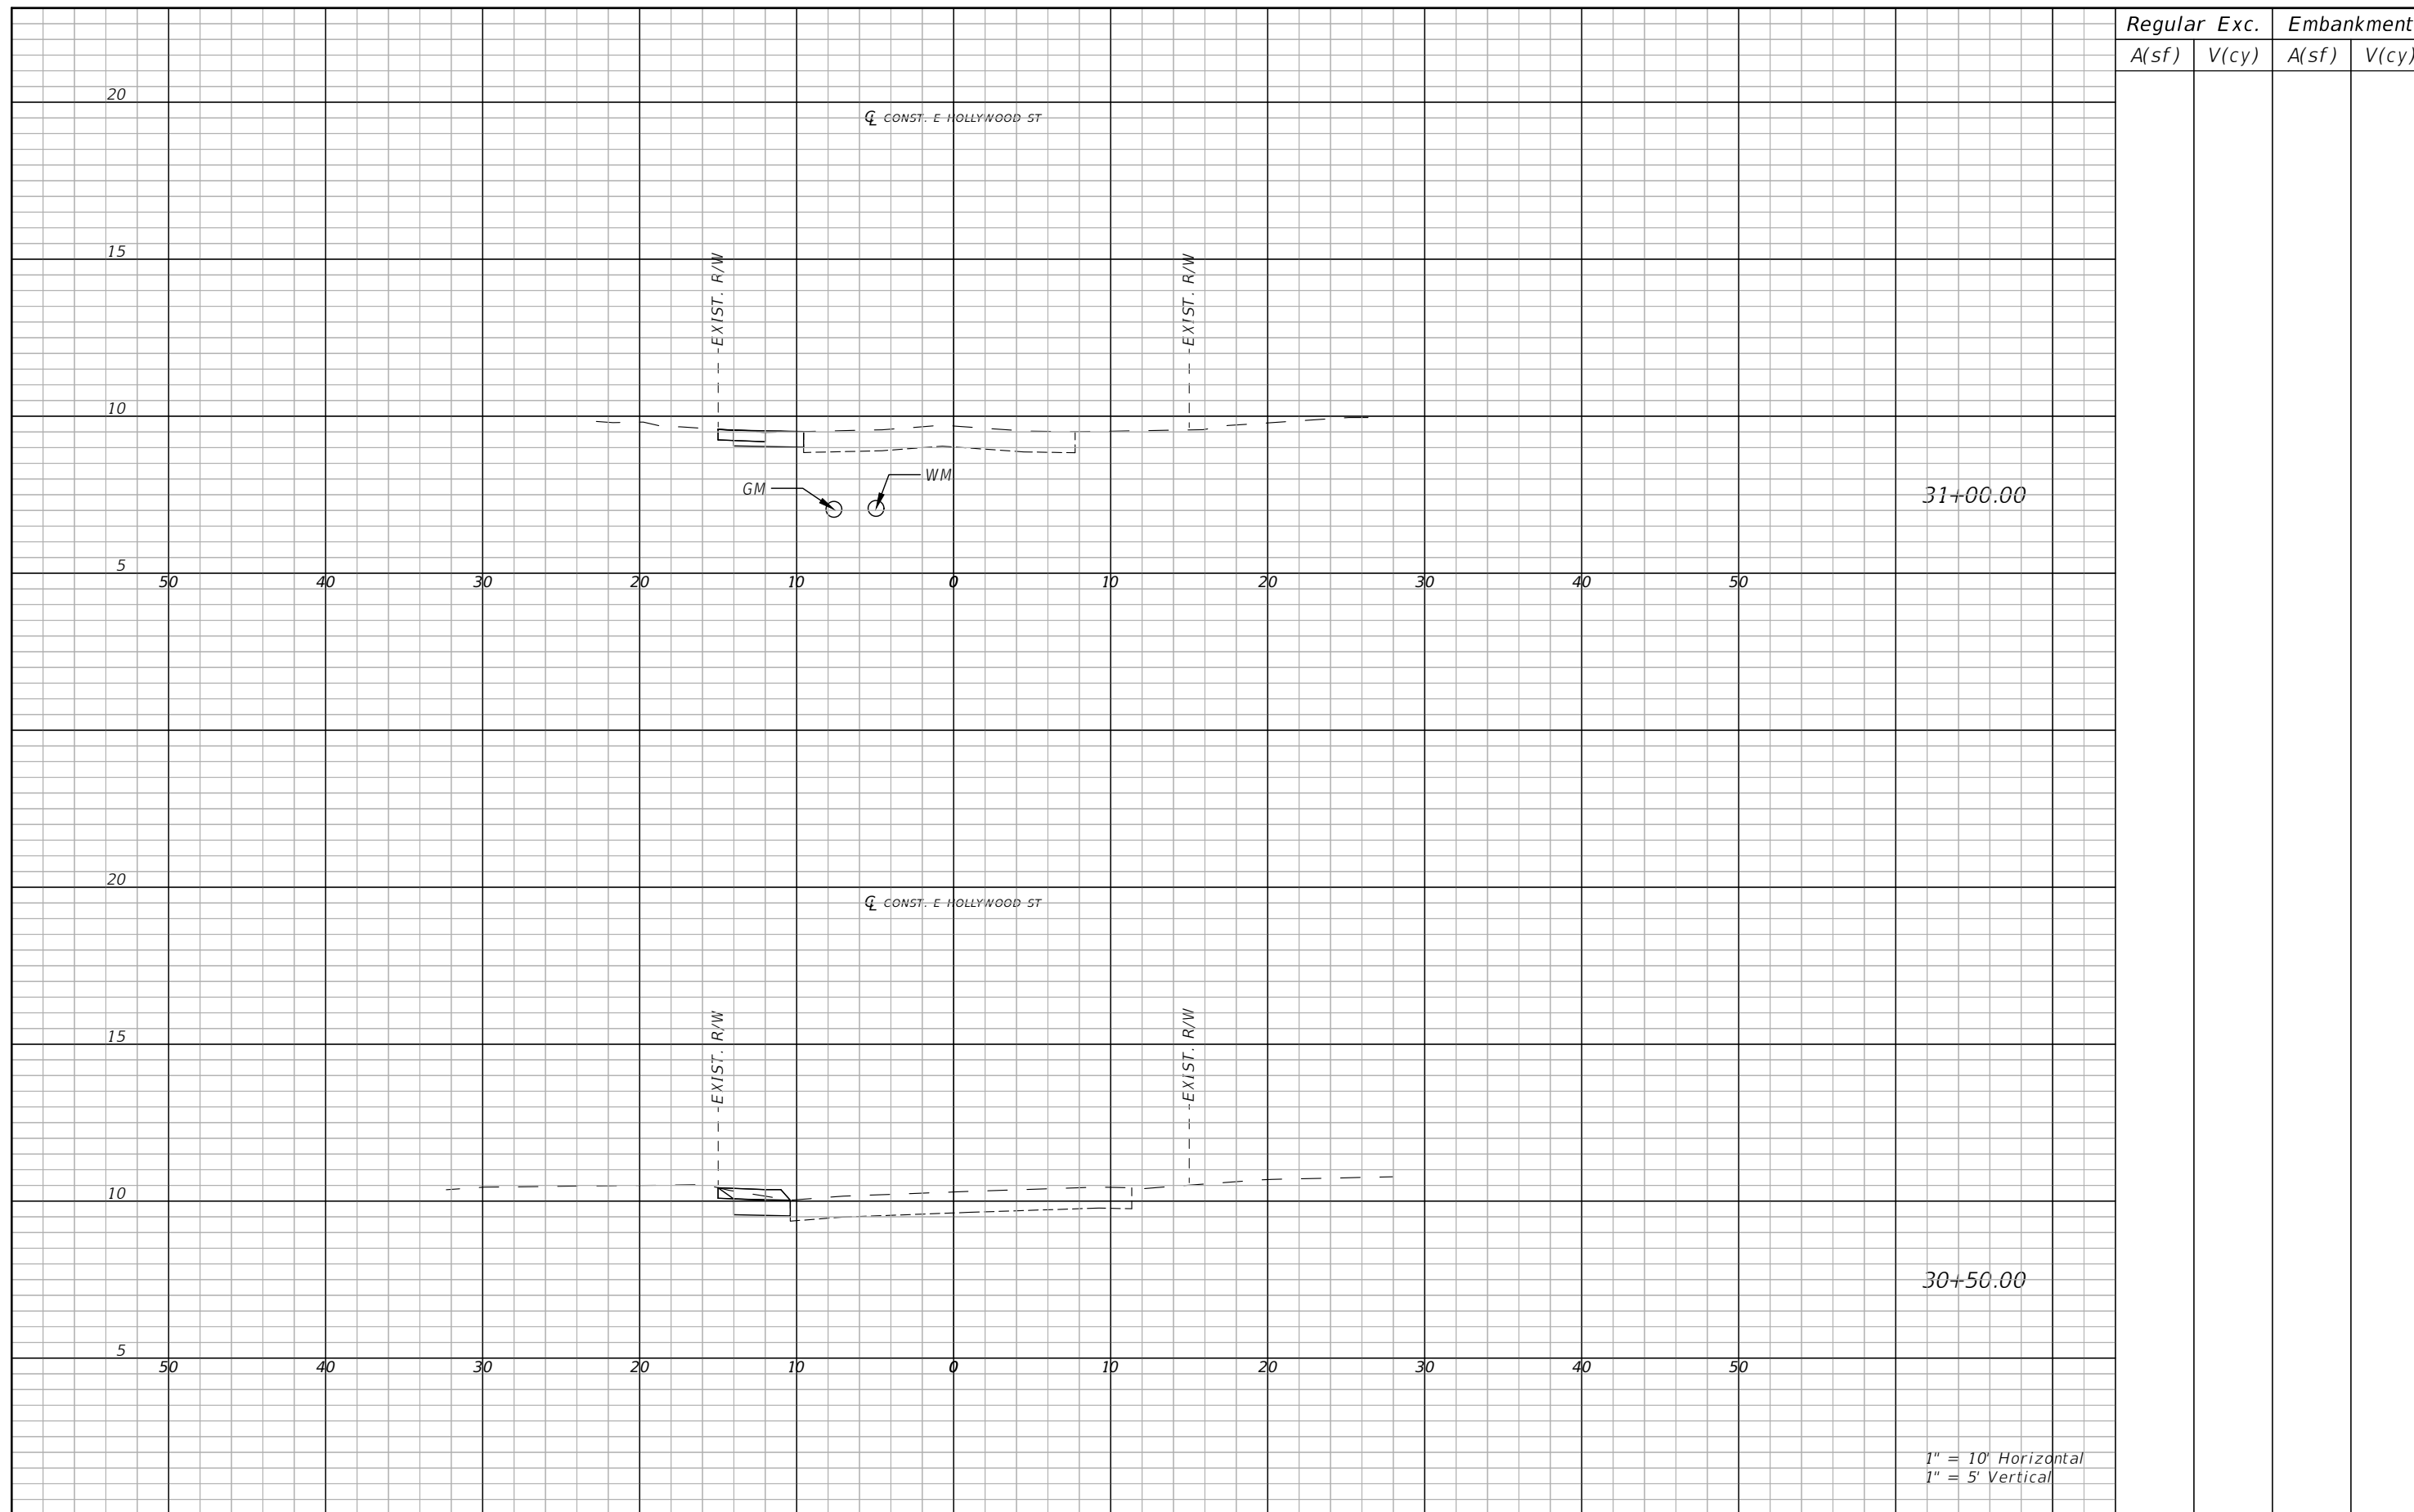 Regular Exc. Embankment
A(sf) V(cy) A(sf) V(cy)
20
℄ CONST. E HOLLYWOOD ST
15
EXIST. R/W EXIST. R/W
10
GM WM
31+00.00
5
50 40 30 20 10 0 10 20 30 40 50
20
℄ CONST. E HOLLYWOOD ST
15
EXIST. R/W EXIST. R/W
10
30+50.00
5
50 40 30 20 10 0 10 20 30 40 50
1" = 10' Horizontal
1" = 5' Vertical